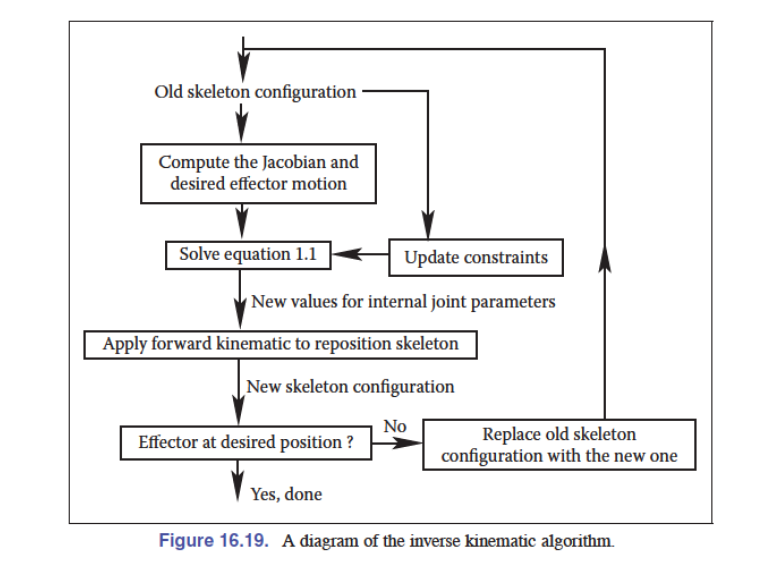 Old skeleton configuration
Compute the Jacobian and
desired effector motion
Solve equation 1.1
Update constraints
New values for internal joint parameters
Apply forward kinematic to reposition skeleton
New skeleton configuration
Effector at desired position ?
No
Replace old skeleton
configuration with the new one
Yes, done
Figure 16.19. A diagram of the inverse kinematic algorithm.